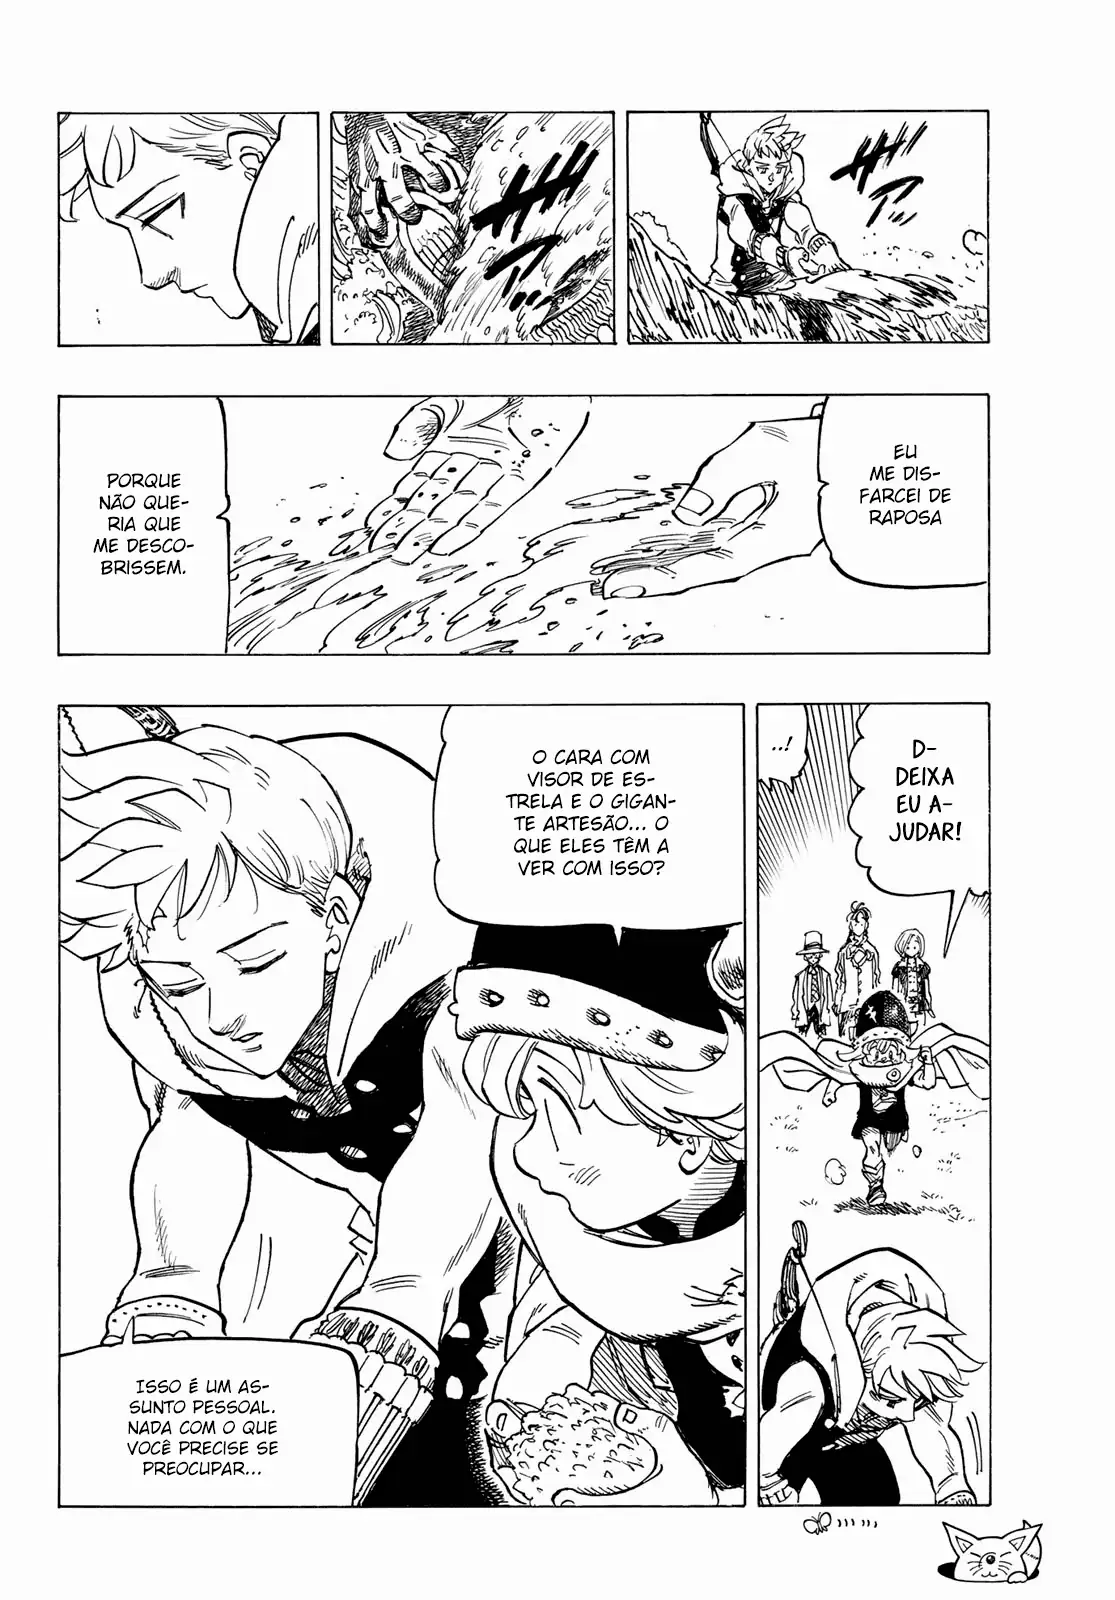 EU
ME DIS-
FARCEI DE
RAPOSA
PORQUE
NÃO QUE-
RIA QUE
ME DESCO-
BRISSEM.
D-
DEIXA
EU A-
JUDAR!
..!
O CARA COM
VISOR DE ES-
TRELA E O GIGAN-
TE ARTESÃO... O
QUE ELES TÊM A
VER COM ISSO?
ISSO É UM AS-
SUNTO PESSOAL.
NADA COM O QUE
VOCÊ PRECISE SE
PREOCUPAR...